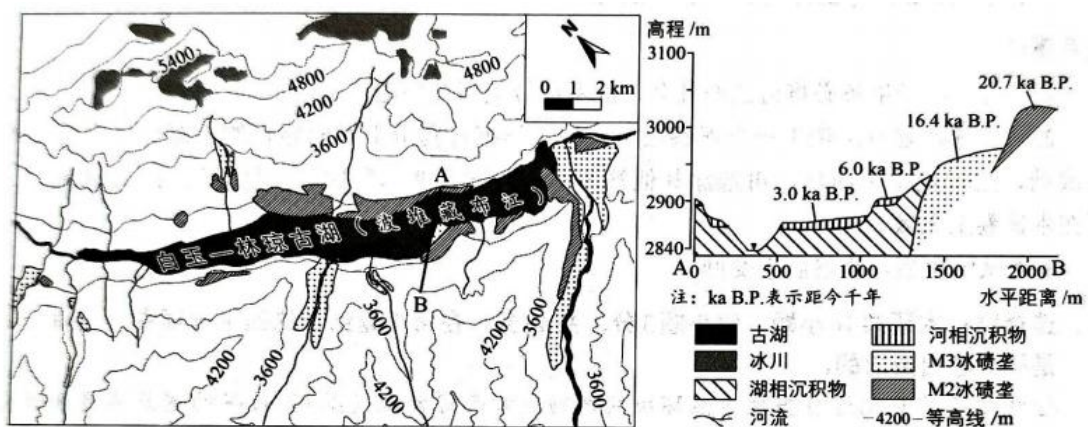 5400
4800
4800
4200
3600
N
0 1 2 km
A
白玉—林琼古湖（波堆藏布江）
B
3600
4200
3600
4200
4200
3600
3600
高程/m
3100
20.7 ka B.P.
16.4 ka B.P.
3000
6.0 ka B.P.
3.0 ka B.P.
2900
2840
A 0 500 1000 1500 2000 B
注：ka B.P.表示距今千年 水平距离/m
古湖 河相沉积物
冰川 M3冰碛垄
湖相沉积物 M2冰碛垄
河流 –4200– 等高线/m